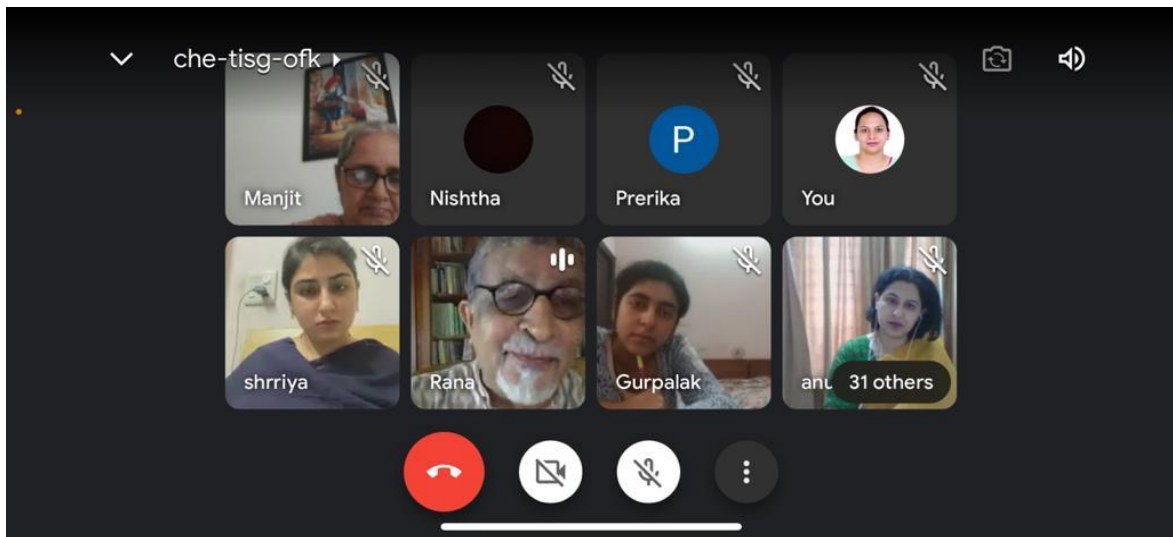 che-tisg-ofk
Manjit
Nishtha
P
Prerika
You
shrriya
Rana
Gurpalak
anu
31 others